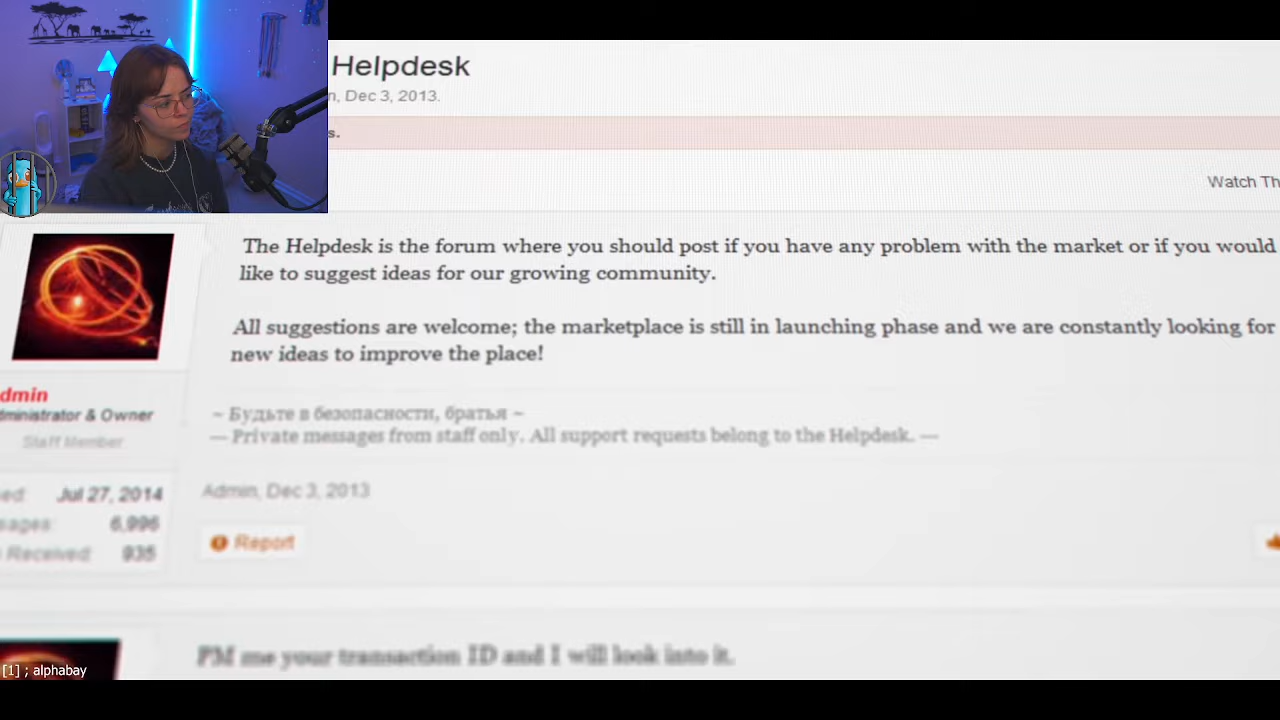 Helpdesk
n, Dec 3, 2013.
s.
Watch Th
The Helpdesk is the forum where you should post if you have any problem with the market or if you would
like to suggest ideas for our growing community.
All suggestions are welcome; the marketplace is still in launching phase and we are constantly looking for
new ideas to improve the place!
dmin
dministrator & Owner
Staff Member
~ Будьте в безопасности, братья ~
— Private messages from staff only. All support requests belong to the Helpdesk. —
ed: Jul 27, 2014
sages: 6,996
Received: 935
Admin, Dec 3, 2013
Report
PM me your transaction ID and I will look into it.
[1] ; alphabay